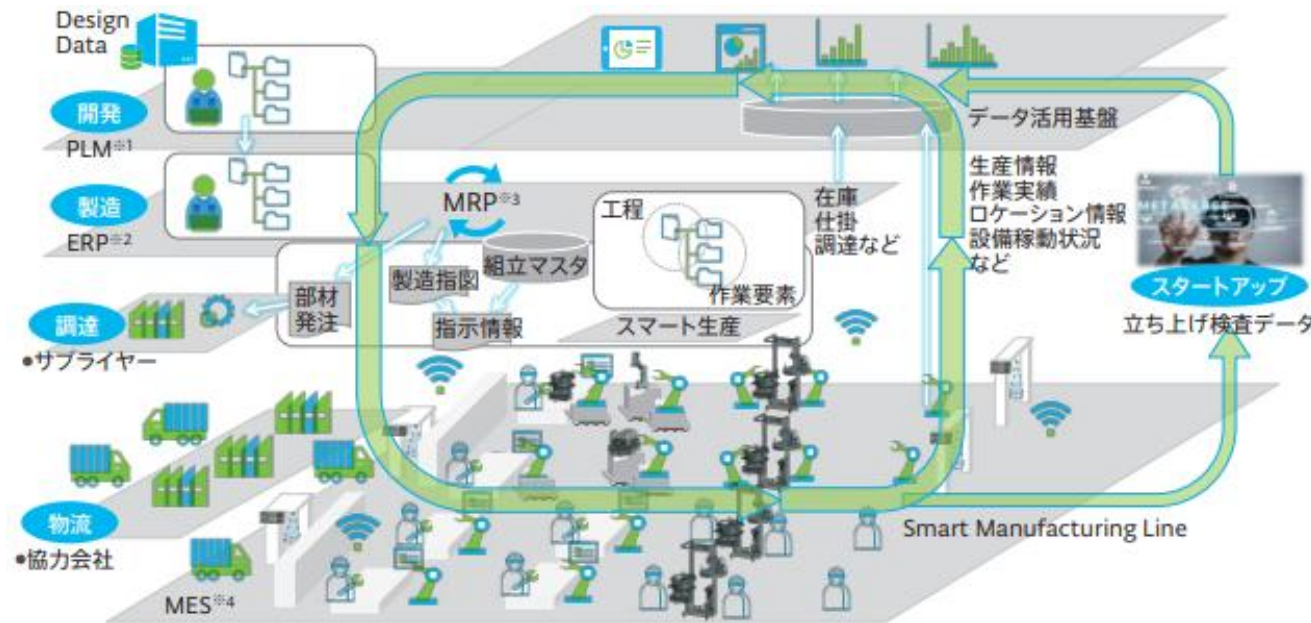 Design
Data
開発
PLM※1
製造
ERP※2
MRP※3
工程
作業要素
組立マスタ
製造指図
部材
発注
指示情報
スマート生産
在庫
仕掛
調達など
データ活用基盤
生産情報
作業実績
ロケーション情報
設備稼動状況
など
スタートアップ
立ち上げ検査データ
調達
●サプライヤー
物流
●協力会社
MES※4
Smart Manufacturing Line